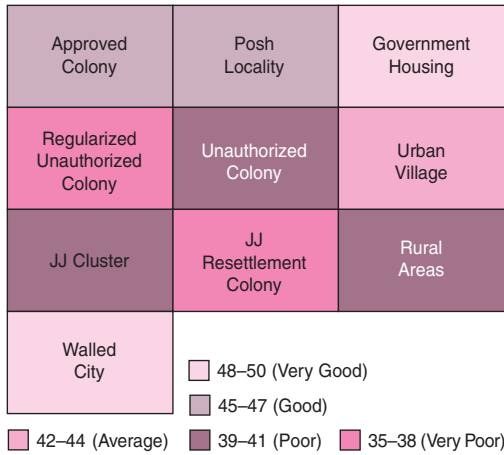 Approved
Colony
Posh
Locality
Government
Housing
Regularized
Unauthorized
Colony
Unauthorized
Colony
Urban
Village
JJ Cluster
JJ
Resettlement
Colony
Rural
Areas
Walled
City
48–50 (Very Good)
45–47 (Good)
42–44 (Average)
39–41 (Poor)
35–38 (Very Poor)